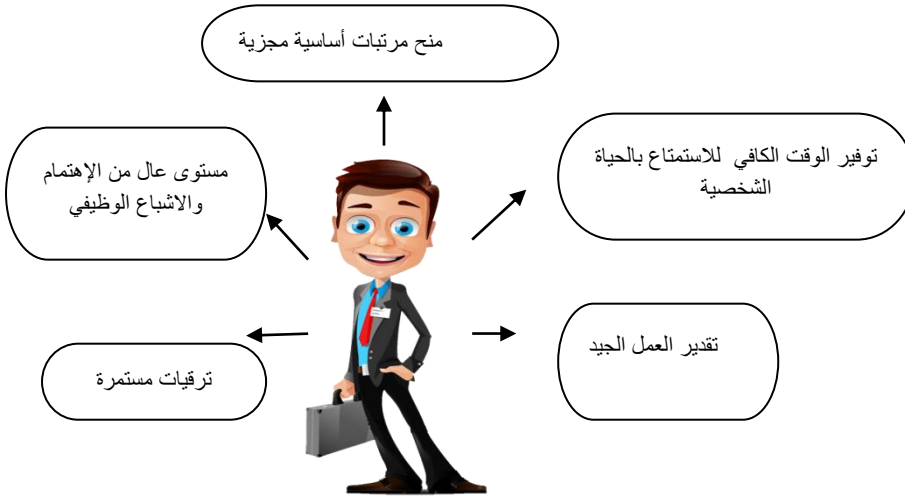 منح مرتبات أساسية مجزية
توفير الوقت الكافي للاستمتاع بالحياة
الشخصية
مستوى عال من الإهتمام
والاشباع الوظيفي
تقدير العمل الجيد
ترقيات مستمرة